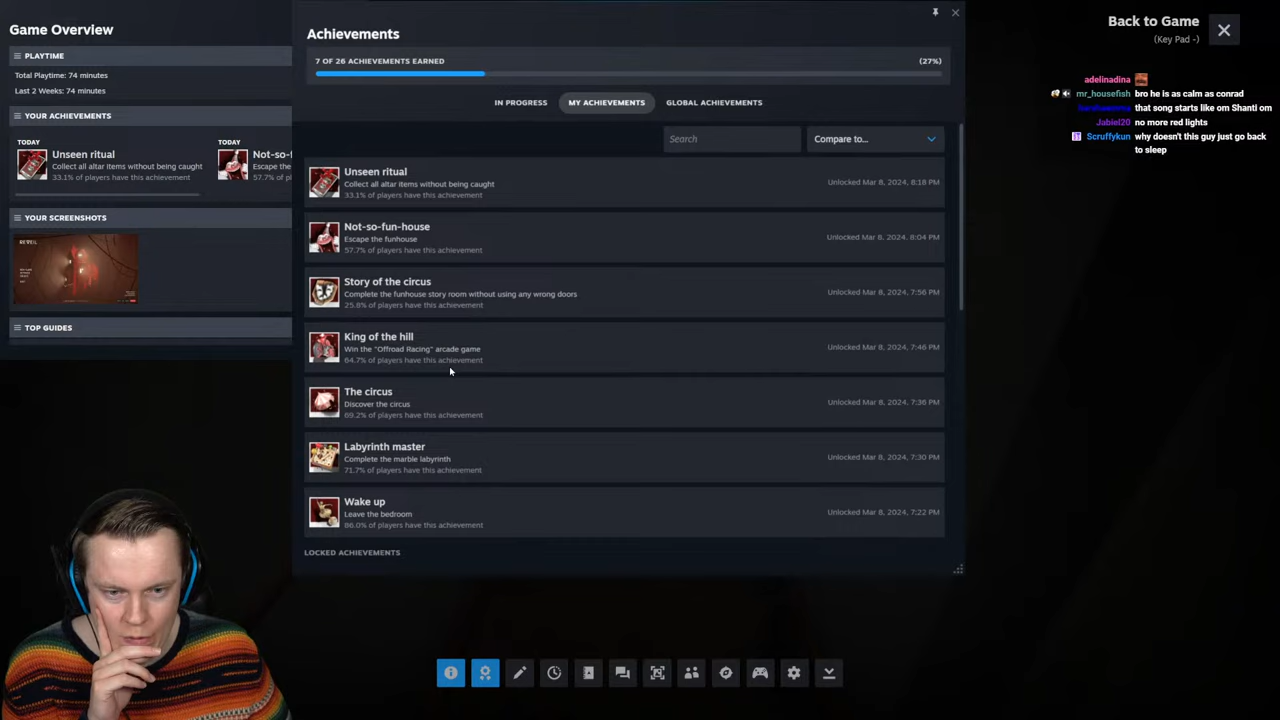 Game Overview
PLAYTIME
Total Playtime: 74 minutes
Last 2 Weeks: 74 minutes
YOUR ACHIEVEMENTS
TODAY
Unseen ritual
Collect all altar items without being caught
33.1% of players have this achievement
TODAY
Not-so-f
Escape the
57.7% of pl
YOUR SCREENSHOTS
TOP GUIDES
Achievements
7 OF 26 ACHIEVEMENTS EARNED (27%)
IN PROGRESS MY ACHIEVEMENTS GLOBAL ACHIEVEMENTS
Search Compare to...
Unseen ritual
Collect all altar items without being caught
33.1% of players have this achievement
Unlocked Mar 8, 2024, 8:18 PM
Not-so-fun-house
Escape the funhouse
57.7% of players have this achievement
Unlocked Mar 8, 2024, 8:04 PM
Story of the circus
Complete the funhouse story room without using any wrong doors
25.8% of players have this achievement
Unlocked Mar 8, 2024, 7:56 PM
King of the hill
Win the "Offroad Racing" arcade game
64.7% of players have this achievement
Unlocked Mar 8, 2024, 7:46 PM
The circus
Discover the circus
69.2% of players have this achievement
Unlocked Mar 8, 2024, 7:36 PM
Labyrinth master
Complete the marble labyrinth
71.7% of players have this achievement
Unlocked Mar 8, 2024, 7:30 PM
Wake up
Leave the bedroom
86.0% of players have this achievement
Unlocked Mar 8, 2024, 7:22 PM
LOCKED ACHIEVEMENTS
Back to Game
(Key Pad -)
adelinadina
mr_housefish bro he is as calm as conrad
that song starts like om Shanti om
Jabiel20 no more red lights
Scruffykun why doesn't this guy just go back
to sleep